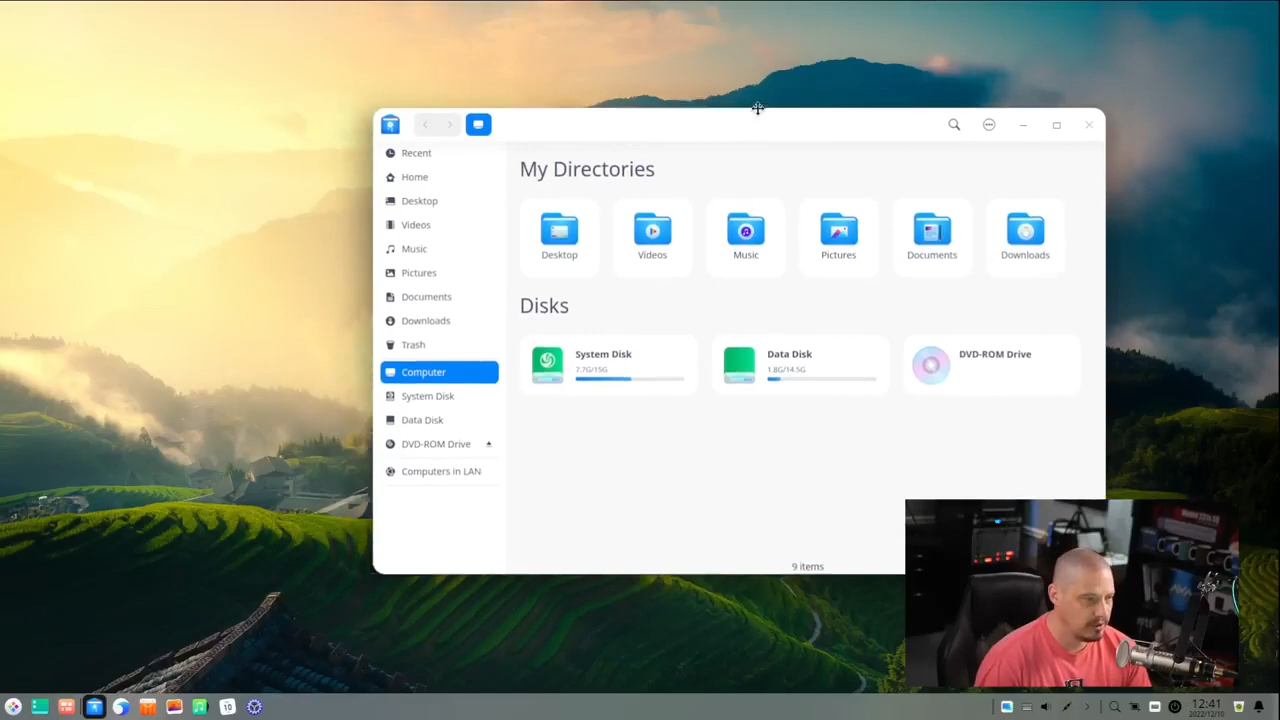 Recent
Home
Desktop
Videos
Music
Pictures
Documents
Downloads
Trash
Computer
System Disk
Data Disk
DVD-ROM Drive
Computers in LAN
My Directories
Desktop
Videos
Music
Pictures
Documents
Downloads
Disks
System Disk
7.7G/15G
Data Disk
1.8G/14.5G
DVD-ROM Drive
9 items
10
12:41
2022/12/10